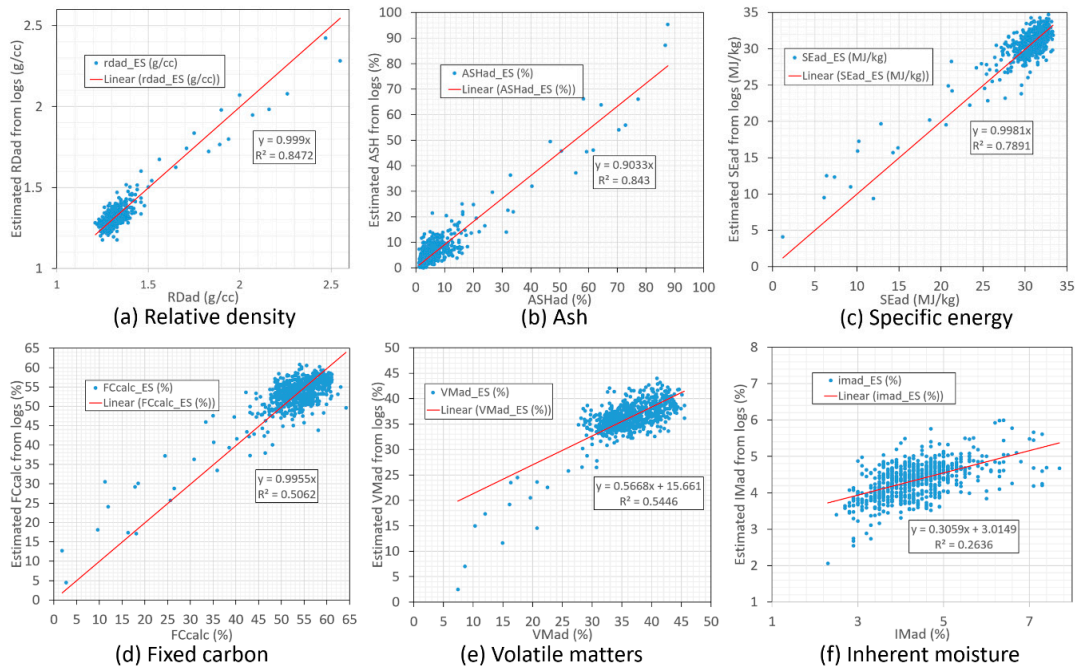 Estimated RDad from logs (g/cc)
2.5
2
1.5
1
rdad_ES (g/cc)
Linear (rdad_ES (g/cc))
y = 0.999x
R² = 0.8472
1 1.5 2 2.5
RDad (g/cc)
(a) Relative density
Estimated ASH from logs (%)
100
90
80
70
60
50
40
30
20
10
0
ASHad_ES (%)
Linear (ASHad_ES (%))
y = 0.9033x
R² = 0.843
0 10 20 30 40 50 60 70 80 90 100
ASHad (%)
(b) Ash
Estimated SEad from logs (MJ/kg)
35
30
25
20
15
10
5
0
SEad_ES (MJ/kg)
Linear (SEad_ES (MJ/kg))
y = 0.9981x
R² = 0.7891
0 5 10 15 20 25 30 35
SEad (MJ/kg)
(c) Specific energy
Estimated FCcalc from logs (%)
65
60
55
50
45
40
35
30
25
20
15
10
5
0
FCcalc_ES (%)
Linear (FCcalc_ES (%))
y = 0.9955x
R² = 0.5062
0 5 10 15 20 25 30 35 40 45 50 55 60 65
FCcalc (%)
(d) Fixed carbon
Estimated VMad from logs (%)
50
45
40
35
30
25
20
15
10
5
0
VMad_ES (%)
Linear (VMad_ES (%))
y = 0.5668x + 15.661
R² = 0.5446
0 5 10 15 20 25 30 35 40 45 50
VMad (%)
(e) Volatile matters
Estimated IMad from logs (%)
8
7
6
5
4
3
2
1
imad_ES (%)
Linear (imad_ES (%))
y = 0.3059x + 3.0149
R² = 0.2636
1 3 5 7
IMad (%)
(f) Inherent moisture